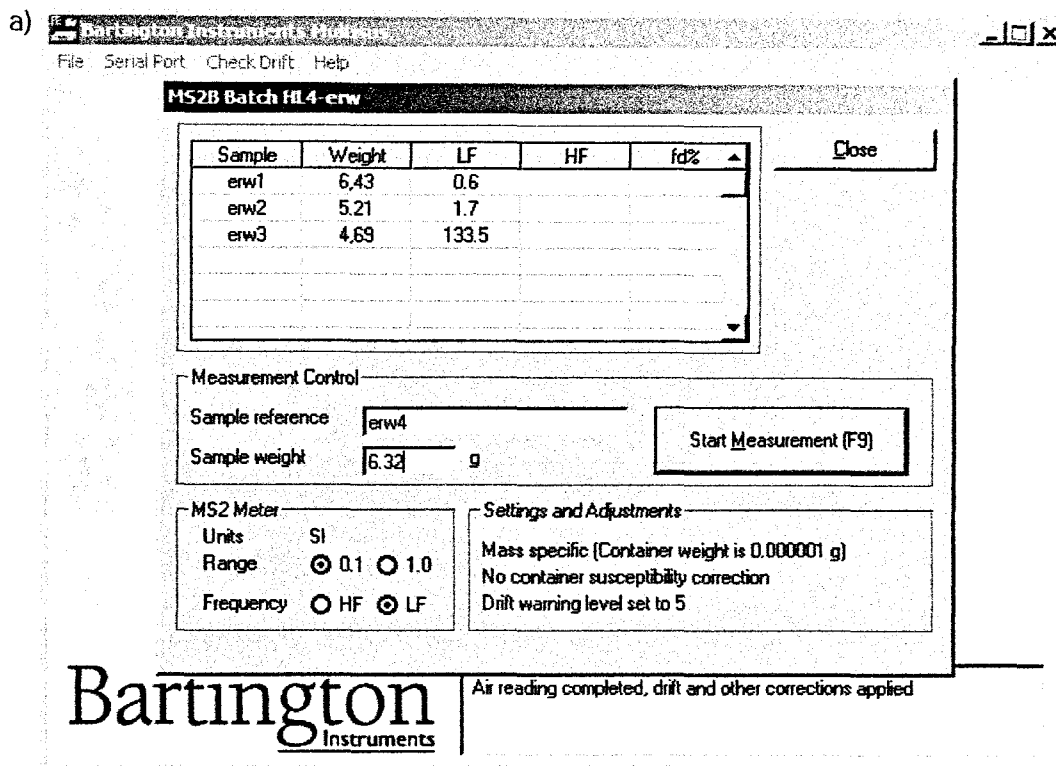 a)
Bartington Instruments Multisus
File Serial Port Check Drift Help
MS2B Batch HL4-erw
Close
Sample Weight LF HF fd%
erw1 6,43 0.6
erw2 5.21 1.7
erw3 4,69 133.5
Measurement Control
Sample reference erw4
Sample weight 6.32 g
Start Measurement (F9)
MS2 Meter
Units SI
Range 0.1 1.0
Frequency HF LF
Settings and Adjustments
Mass specific (Container weight is 0.000001 g)
No container susceptibility correction
Drift warning level set to 5
Bartington
Instruments
Air reading completed, drift and other corrections applied